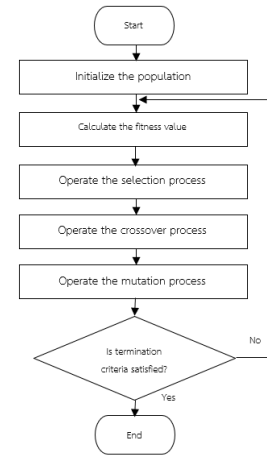 Start
Initialize the population
Calculate the fitness value
Operate the selection process
Operate the crossover process
Operate the mutation process
Is termination
criteria satisfied?
No
Yes
End